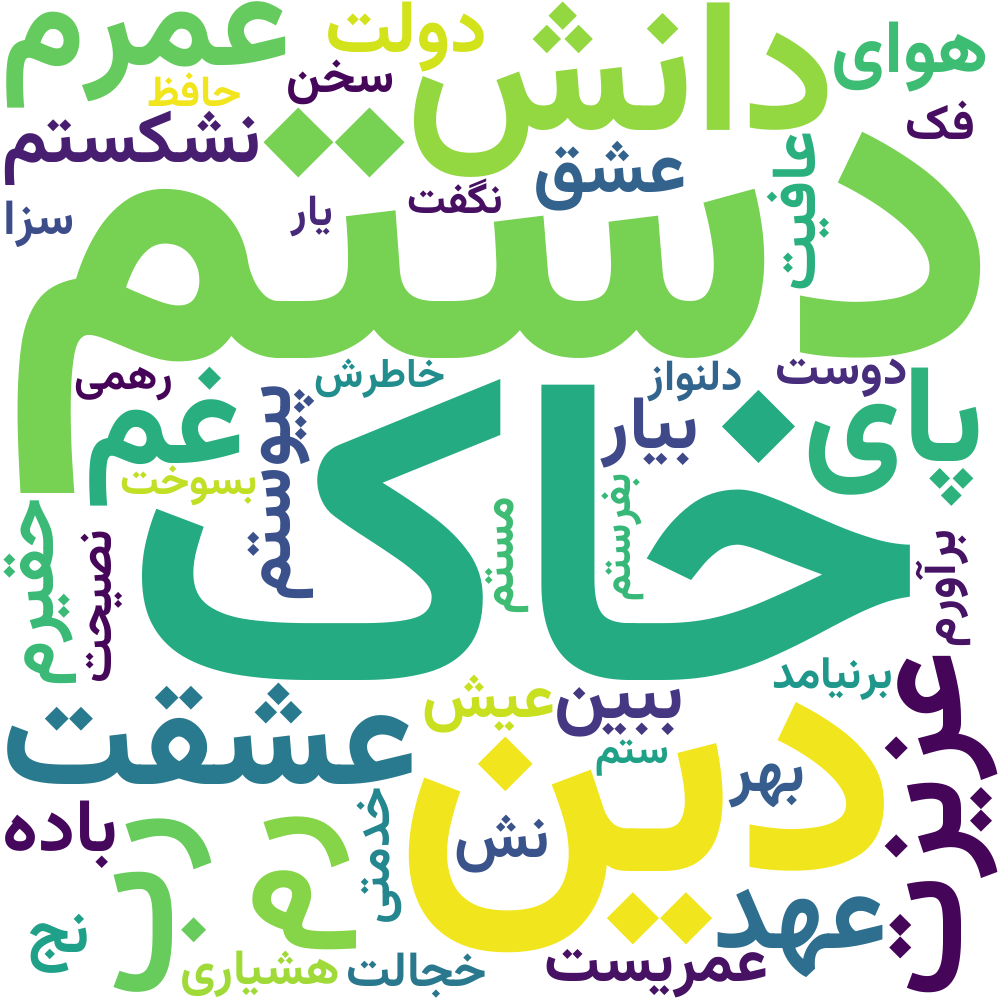 عمرم
دولت
دانش
هوای
حافظ
سخن
فک
نشکستم
عشق
عافیت
نگفت
یار
سزا
دستم
رهمی
خاطرش
دلنواز
دوست
غم
پیوستم
بیار
پای
بسوخت
خاک
مستم
بفرستم
حقیرم
نصیحت
برآورم
برنیامد
عشقت
عیش
ببین
ستم
عزیزت
دین
بهر
باده
نش
خدمتی
عهد
نج
هشیاری
خجالت
عمریست